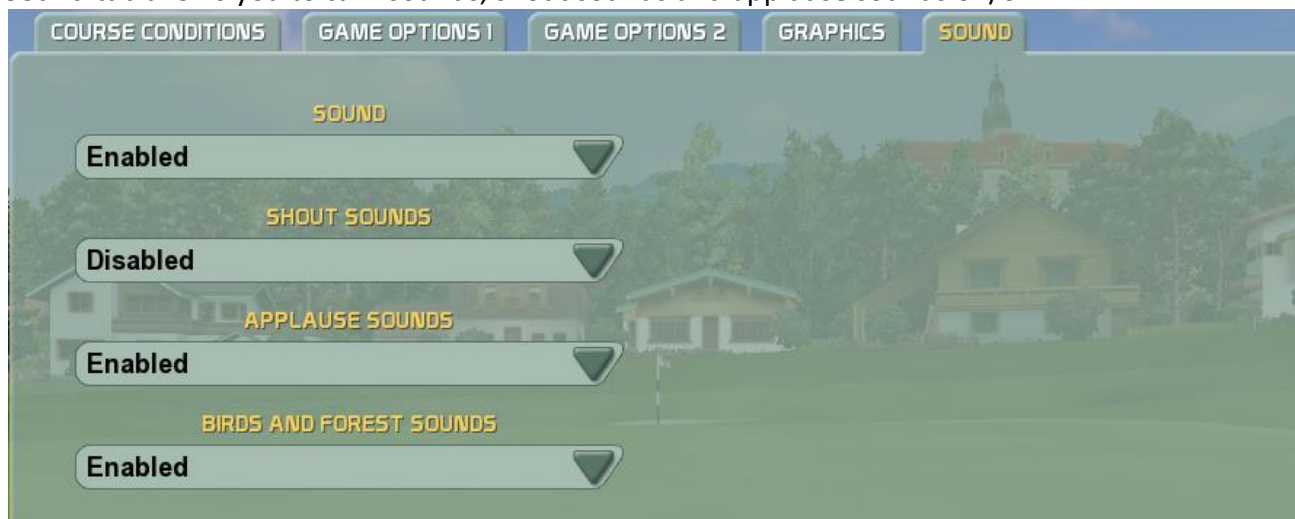 COURSE CONDITIONS GAME OPTIONS 1 GAME OPTIONS 2 GRAPHICS SOUND
SOUND
Enabled
SHOUT SOUNDS
Disabled
APPLAUSE SOUNDS
Enabled
BIRDS AND FOREST SOUNDS
Enabled